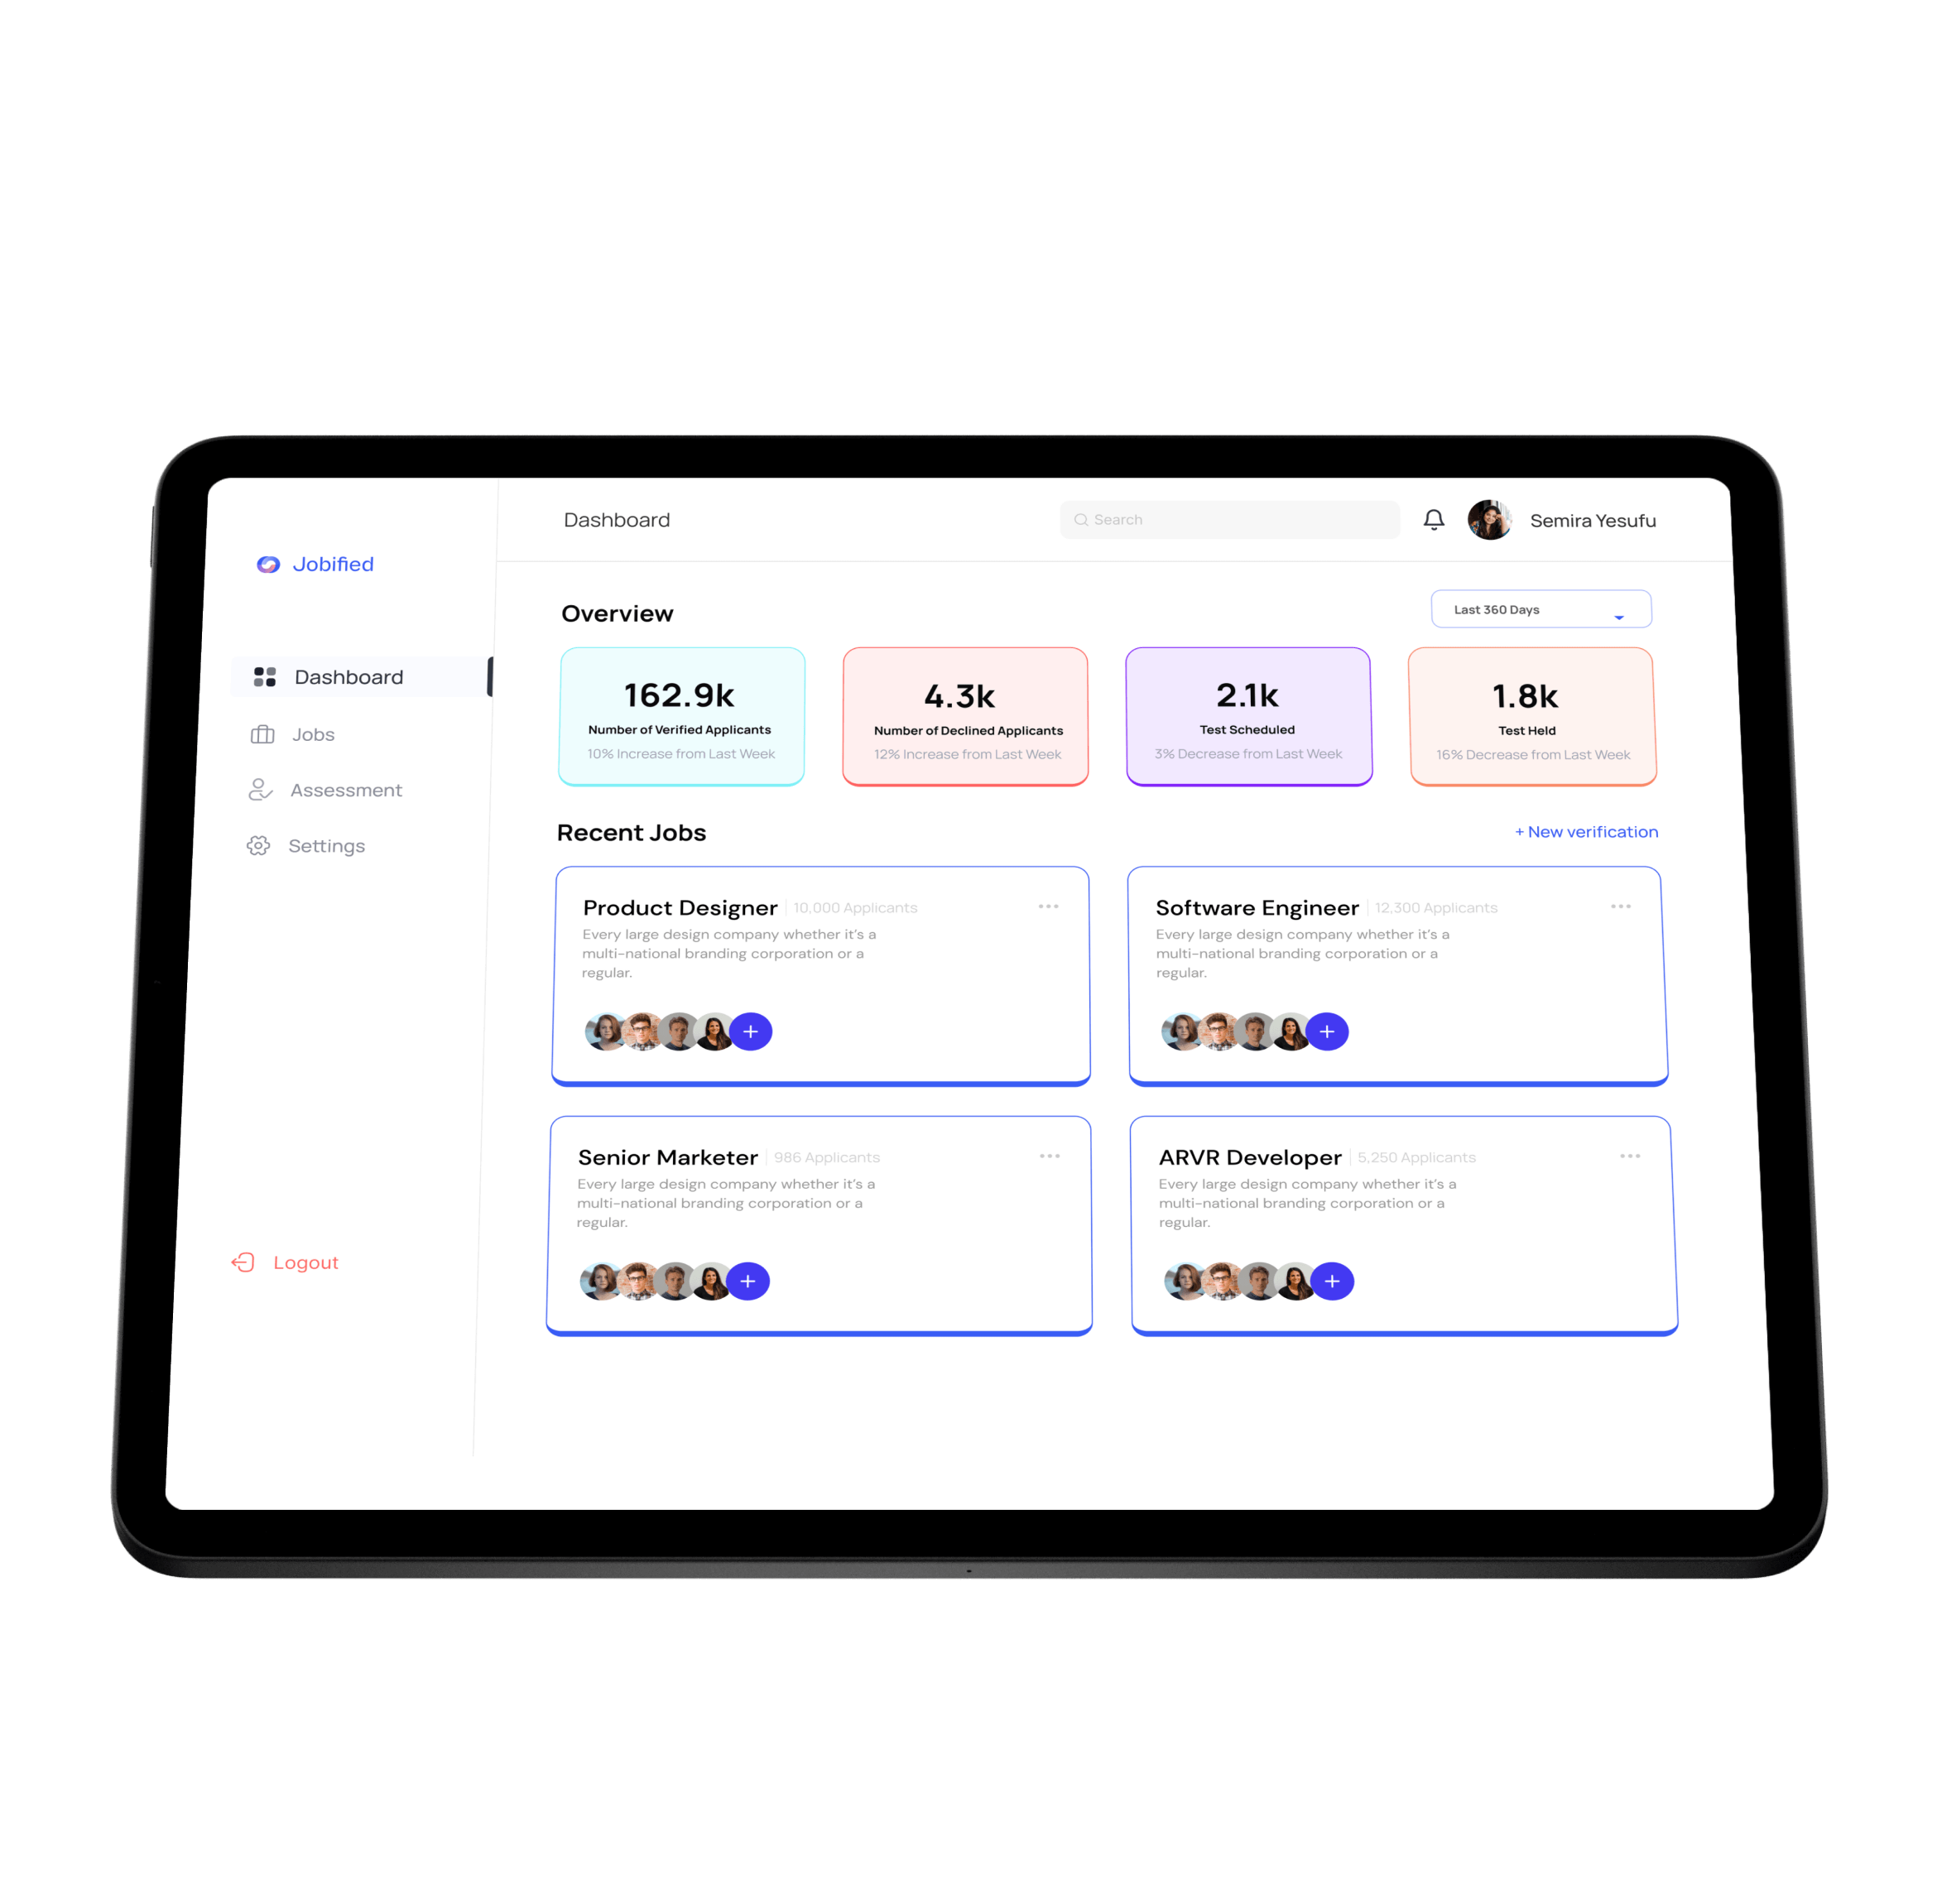 Jobified
Dashboard
Jobs
Assessment
Settings
Logout
Dashboard
Search
Semira Yesufu
Overview
Last 360 Days
162.9k
Number of Verified Applicants
10% Increase from Last Week
4.3k
Number of Declined Applicants
12% Increase from Last Week
2.1k
Test Scheduled
3% Decrease from Last Week
1.8k
Test Held
16% Decrease from Last Week
Recent Jobs
+ New verification
Product Designer | 10,000 Applicants
Every large design company whether it’s a
multi-national branding corporation or a
regular.
Software Engineer | 12,300 Applicants
Every large design company whether it’s a
multi-national branding corporation or a
regular.
Senior Marketer | 986 Applicants
Every large design company whether it’s a
multi-national branding corporation or a
regular.
ARVR Developer | 5,250 Applicants
Every large design company whether it’s a
multi-national branding corporation or a
regular.